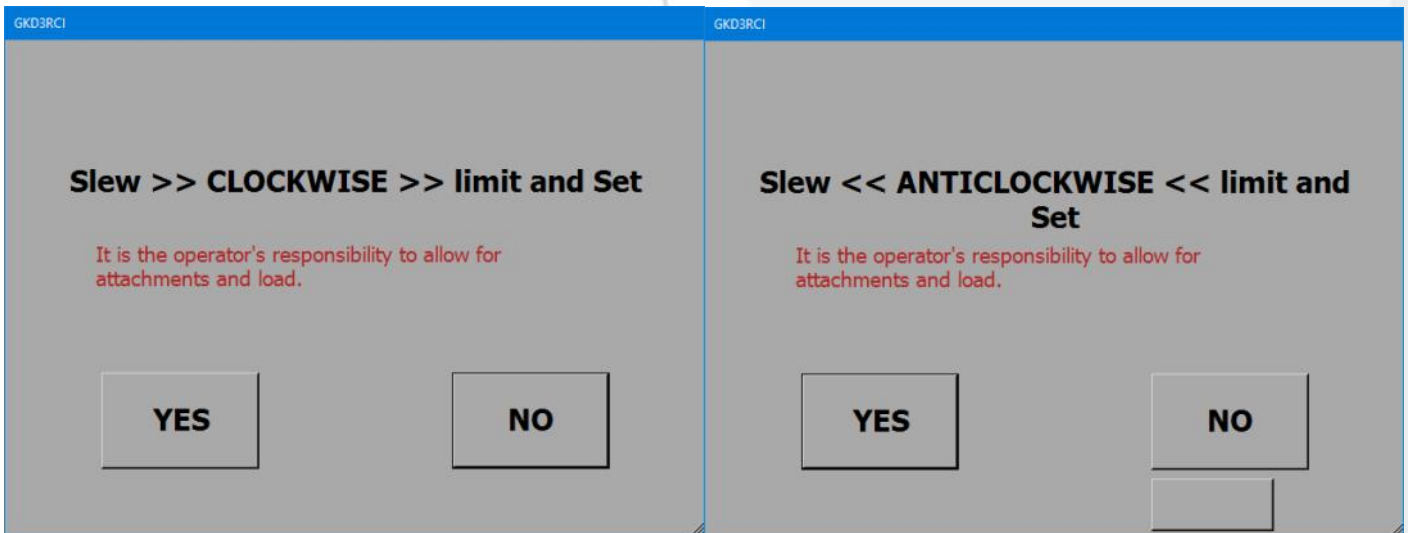 GKD3RCI
Slew >> CLOCKWISE >> limit and Set
It is the operator's responsibility to allow for
attachments and load.
YES
NO
GKD3RCI
Slew << ANTICLOCKWISE << limit and
Set
It is the operator's responsibility to allow for
attachments and load.
YES
NO